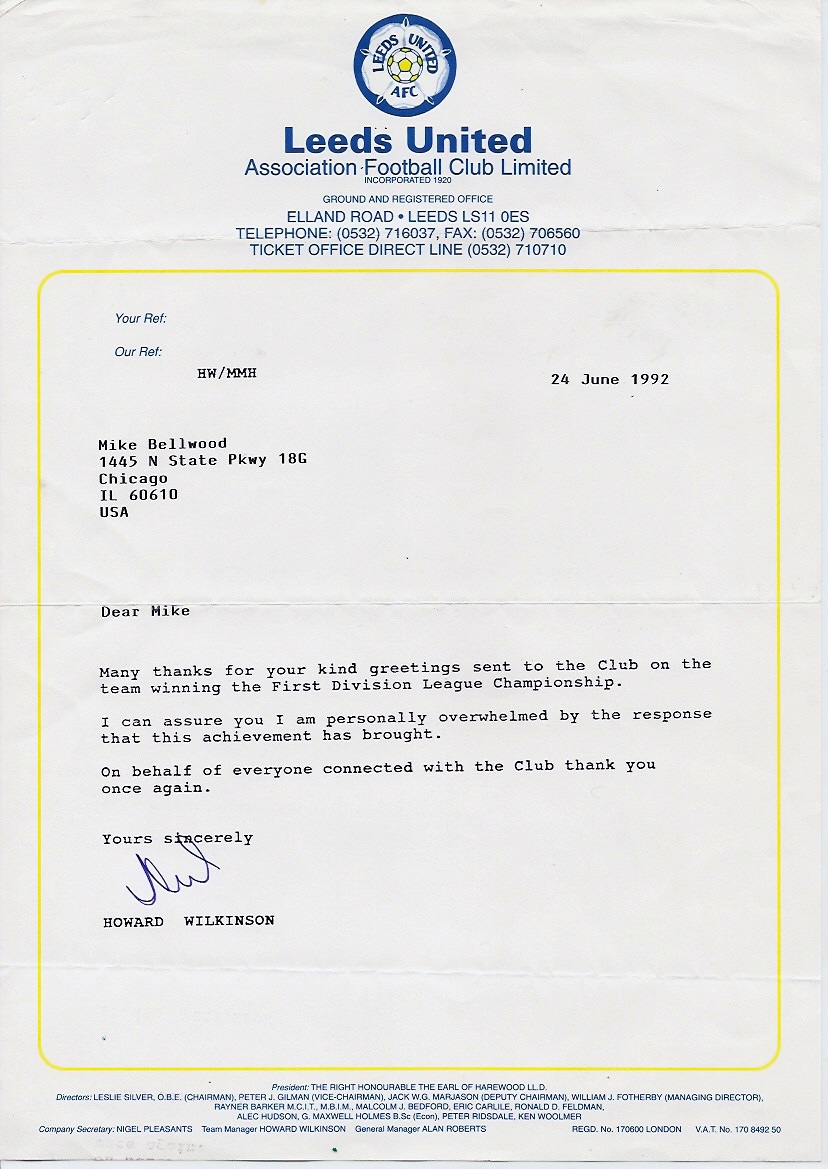 LEEDS UNITED
AFC
Leeds United
Association Football Club Limited
INCORPORATED 1920
GROUND AND REGISTERED OFFICE
ELLAND ROAD • LEEDS LS11 0ES
TELEPHONE: (0532) 716037, FAX: (0532) 706560
TICKET OFFICE DIRECT LINE (0532) 710710
Your Ref:
Our Ref:
HW/MMH
24 June 1992
Mike Bellwood
1445 N State Pkwy 18G
Chicago
IL 60610
USA
Dear Mike
Many thanks for your kind greetings sent to the Club on the
team winning the First Division League Championship.
I can assure you I am personally overwhelmed by the response
that this achievement has brought.
On behalf of everyone connected with the Club thank you
once again.
Yours sincerely
HOWARD WILKINSON
President: THE RIGHT HONOURABLE THE EARL OF HAREWOOD LL.D.
Directors: LESLIE SILVER, O.B.E. (CHAIRMAN), PETER J. GILMAN (VICE-CHAIRMAN), JACK W.G. MARJASON (DEPUTY CHAIRMAN), WILLIAM J. FOTHERBY (MANAGING DIRECTOR),
RAYNER BARKER M.C.I.T., M.B.I.M., MALCOLM J. BEDFORD, ERIC CARLILE, RONALD D. FELDMAN,
ALEC HUDSON, G. MAXWELL HOLMES B.Sc (Econ), PETER RIDSDALE, KEN WOOLMER
Company Secretary: NIGEL PLEASANTS Team Manager HOWARD WILKINSON General Manager ALAN ROBERTS REGD. No. 170600 LONDON V.A.T. No. 170 8492 50